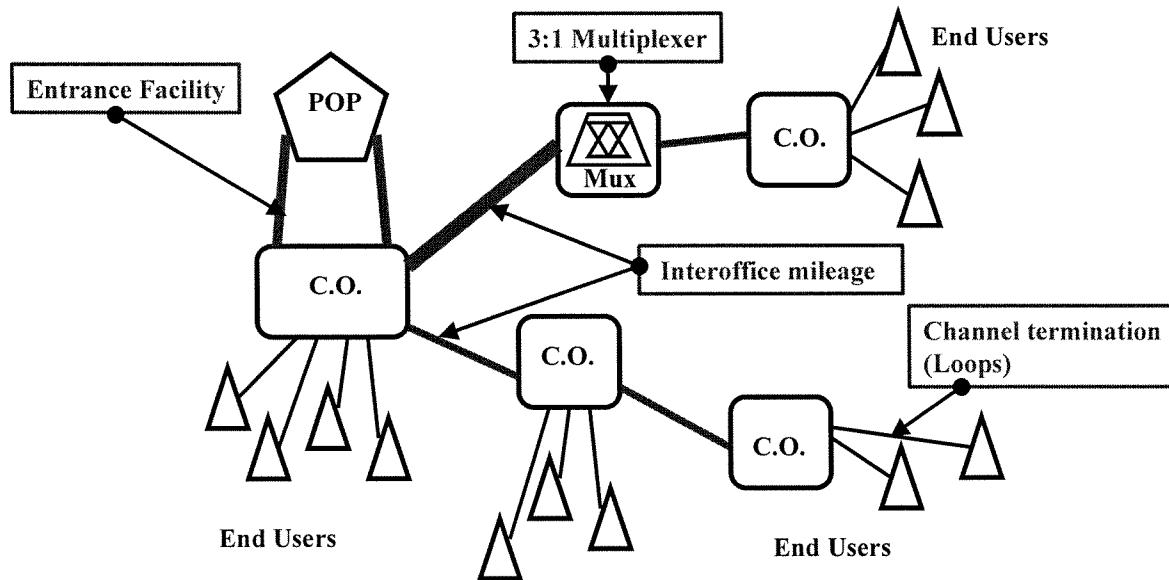 3:1 Multiplexer
End Users
Entrance Facility
POP
C.O.
Mux
C.O.
Interoffice mileage
C.O.
Channel termination
(Loops)
C.O.
End Users
End Users